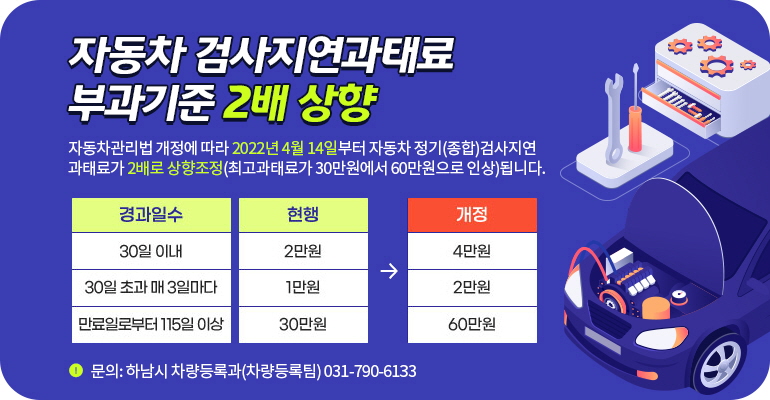 자동차 검사지연과태료
부과기준 2배 상향
자동차관리법 개정에 따라 2022년 4월 14일부터 자동차 정기(종합)검사지연
과태료가 2배로 상향조정(최고과태료가 30만원에서 60만원으로 인상)됩니다.
경과일수 현행 개정
30일 이내 2만원 4만원
30일 초과 매 3일마다 1만원 → 2만원
만료일로부터 115일 이상 30만원 60만원
! 문의: 하남시 차량등록과(차량등록팀) 031-790-6133